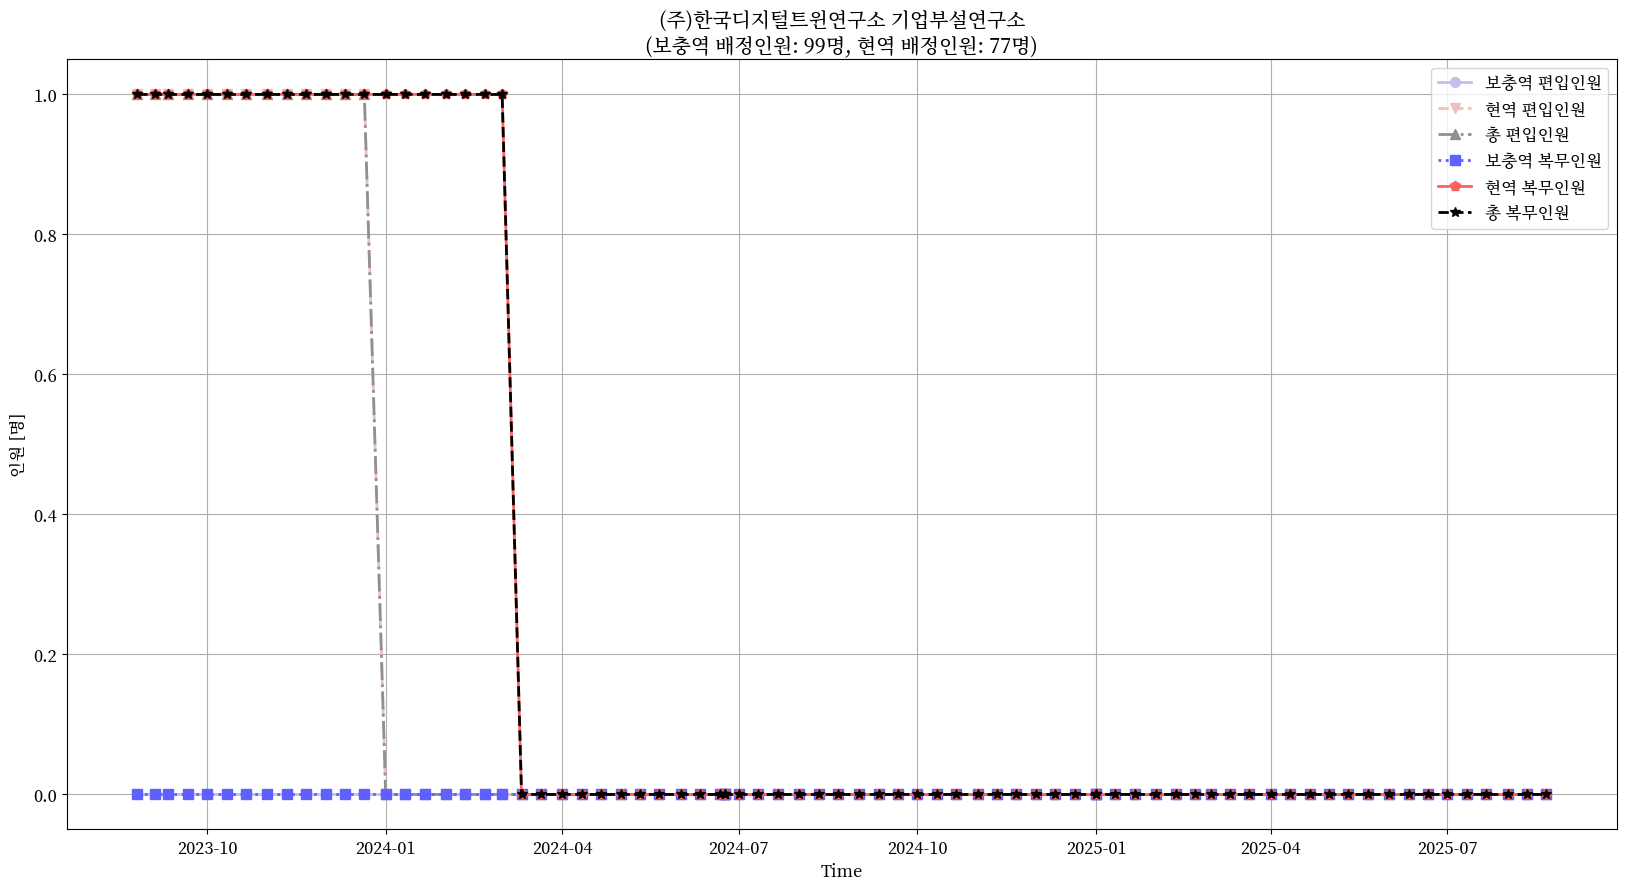 (주)한국디지털트윈연구소 기업부설연구소
(보충역 배정인원: 99명, 현역 배정인원: 77명)
보충역 편입인원
현역 편입인원
총 편입인원
보충역 복무인원
현역 복무인원
총 복무인원
인원 [명]
1.0
0.8
0.6
0.4
0.2
0.0
2023-10
2024-01
2024-04
2024-07
2024-10
2025-01
2025-04
2025-07
Time